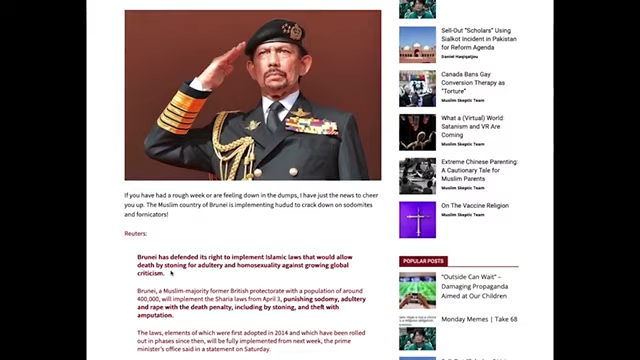 If you have had a rough week or are feeling down in the dumps, I have just the news to cheer
you up. The Muslim country of Brunei is implementing hudud to crack down on sodomites
and fornicators!
Reuters:
Brunei has defended its right to implement Islamic laws that would allow
death by stoning for adultery and homosexuality against growing global
criticism.
Brunei, a Muslim-majority former British protectorate with a population of around
400,000, will implement the Sharia laws from April 3, punishing sodomy, adultery
and rape with the death penalty, including by stoning, and theft with
amputation.
The laws, elements of which were first adopted in 2014 and which have been rolled
out in phases since then, will be fully implemented from next week, the prime
minister's office said in a statement on Saturday.
Sell-Out "Scholars" Using
Sialkot Incident in Pakistan
for Reform Agenda
Daniel Haqiqatjou
Canada Bans Gay
Conversion Therapy as
"Torture"
Muslim Skeptic Team
What a (Virtual) World:
Satanism and VR Are
Coming
Muslim Skeptic Team
Extreme Chinese Parenting:
A Cautionary Tale for
Muslim Parents
Muslim Skeptic Team
On The Vaccine Religion
Muslim Skeptic Team
POPULAR POSTS
"Outside Can Wait" –
Damaging Propaganda
Aimed at Our Children
Monday Memes | Take 68